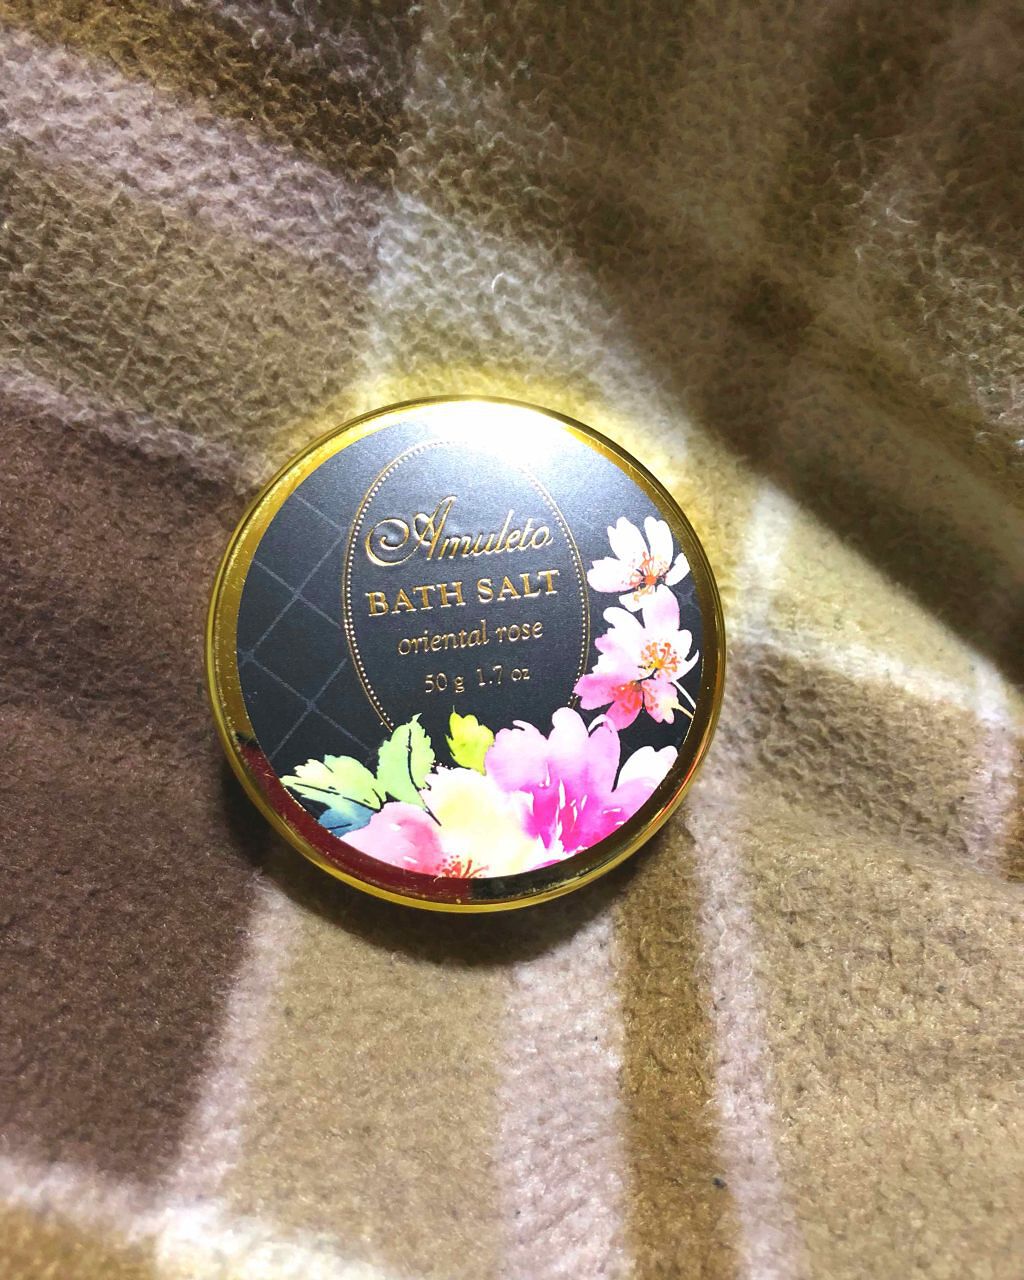 Amuleto
BATH SALT
oriental rose
50 g 1.7 oz